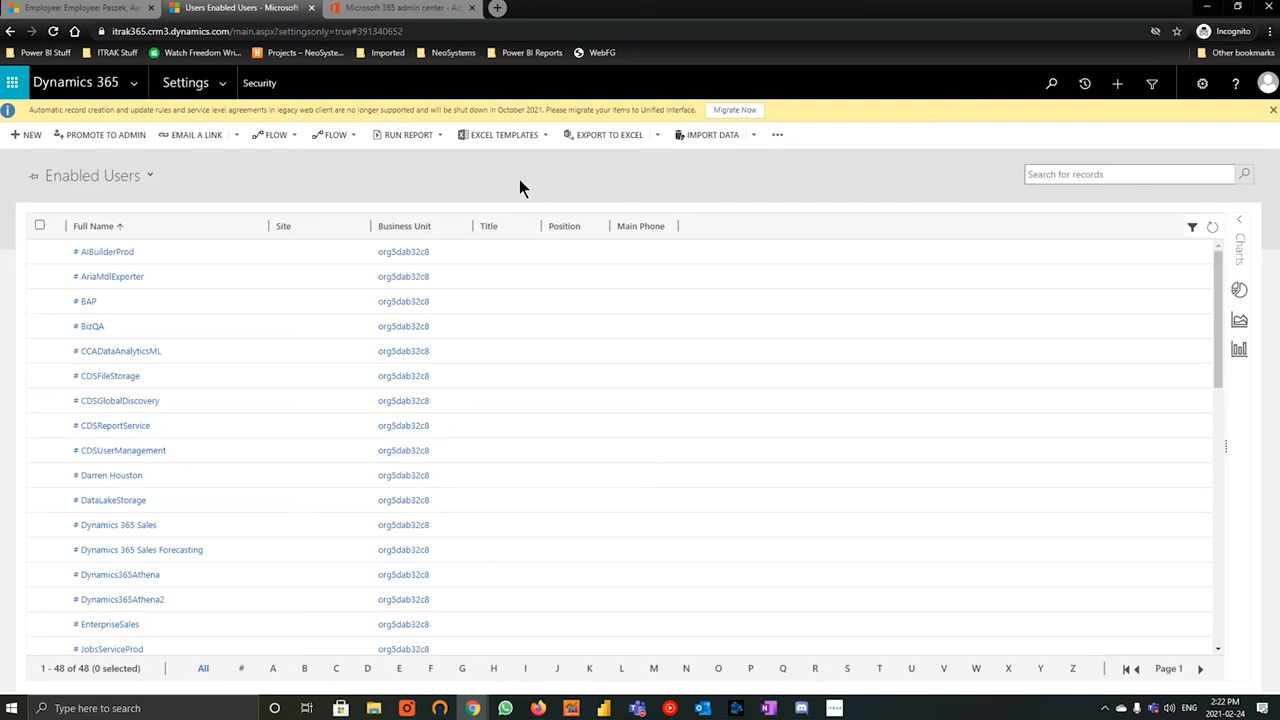 Employee: Employee: Paszek, Aa
Users Enabled Users - Microsoft
Microsoft 365 admin center - Ac
itrak365.crm3.dynamics.com/main.aspx?settingsonly=true#391340652
Incognito
Power BI Stuff
ITRAK Stuff
Watch Freedom Wri...
Projects – NeoSyste...
Imported
NeoSystems
Power BI Reports
WebFG
Other bookmarks
Dynamics 365
Settings
Security
Automatic record creation and update rules and service level agreements in legacy web client are no longer supported and will be shut down in October 2021. Please migrate your items to Unified Interface.
Migrate Now
NEW
PROMOTE TO ADMIN
EMAIL A LINK
FLOW
FLOW
RUN REPORT
EXCEL TEMPLATES
EXPORT TO EXCEL
IMPORT DATA
Enabled Users
Search for records
Full Name Site Business Unit Title Position Main Phone
# AIBuilderProd org5dab32c8
# AriaMdlExporter org5dab32c8
# BAP org5dab32c8
# BizQA org5dab32c8
# CCADataAnalyticsML org5dab32c8
# CDSFileStorage org5dab32c8
# CDSGlobalDiscovery org5dab32c8
# CDSReportService org5dab32c8
# CDSUserManagement org5dab32c8
# Darren Houston org5dab32c8
# DataLakeStorage org5dab32c8
# Dynamics 365 Sales org5dab32c8
# Dynamics 365 Sales Forecasting org5dab32c8
# Dynamics365Athena org5dab32c8
# Dynamics365Athena2 org5dab32c8
# EnterpriseSales org5dab32c8
# JobsServiceProd org5dab32c8
Charts
1 - 48 of 48 (0 selected) All # A B C D E F G H I J K L M N O P Q R S T U V W X Y Z Page 1
Type here to search
2:22 PM
2021-02-24